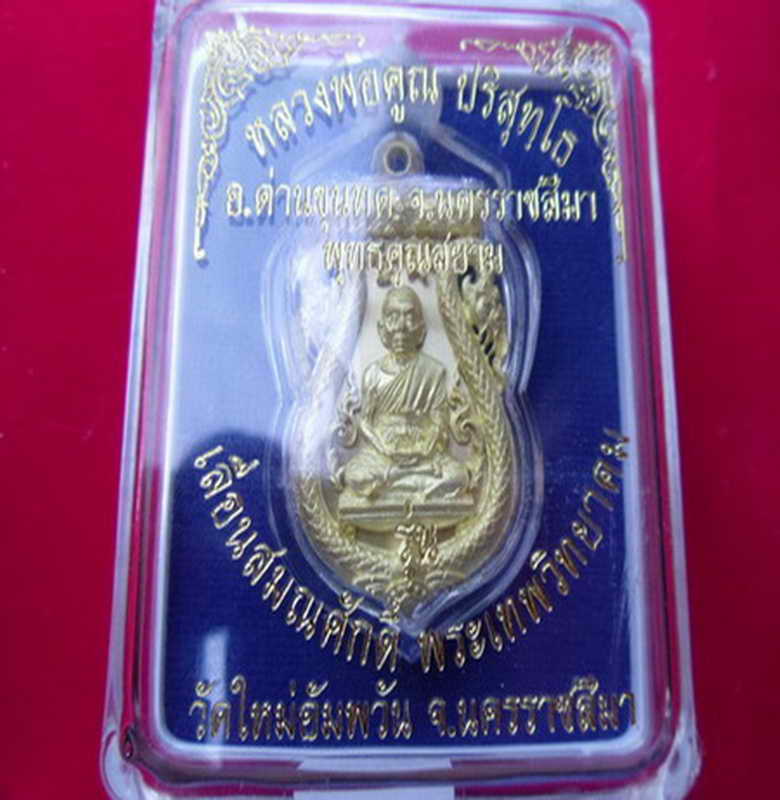 หลวงพ่อคูณ ปริสุทฺโธ
อ.ด่านขุนทด จ.นครราชสีมา
พุทธคูณสยาม
รุ่น
เลื่อนสมณศักดิ์ พระเทพวิทยาคม
วัดใหม่อัมพวัน จ.นครราชสีมา